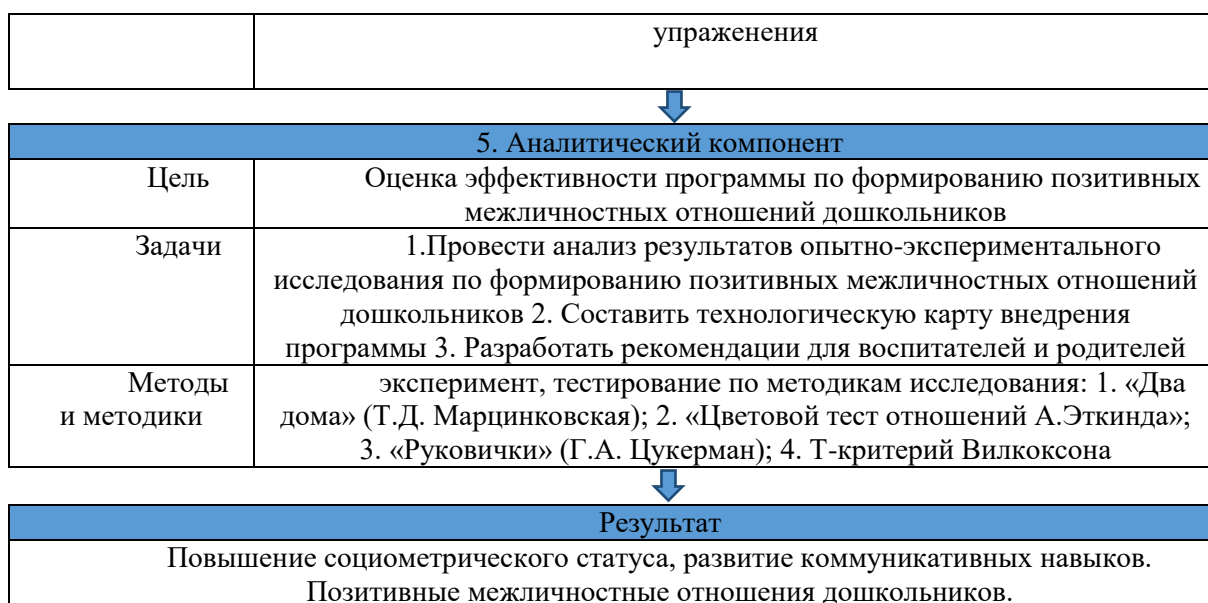 упраженения
5. Аналитический компонент
Цель
Оценка эффективности программы по формированию позитивных
межличностных отношений дошкольников
Задачи
1.Провести анализ результатов опытно-экспериментального
исследования по формированию позитивных межличностных отношений
дошкольников 2. Составить технологическую карту внедрения
программы 3. Разработать рекомендации для воспитателей и родителей
Методы
и методики
эксперимент, тестирование по методикам исследования: 1. «Два
дома» (Т.Д. Марцинковская); 2. «Цветовой тест отношений А.Эткинда»;
3. «Руковички» (Г.А. Цукерман); 4. Т-критерий Вилкоксона
Результат
Повышение социометрического статуса, развитие коммуникативных навыков.
Позитивные межличностные отношения дошкольников.